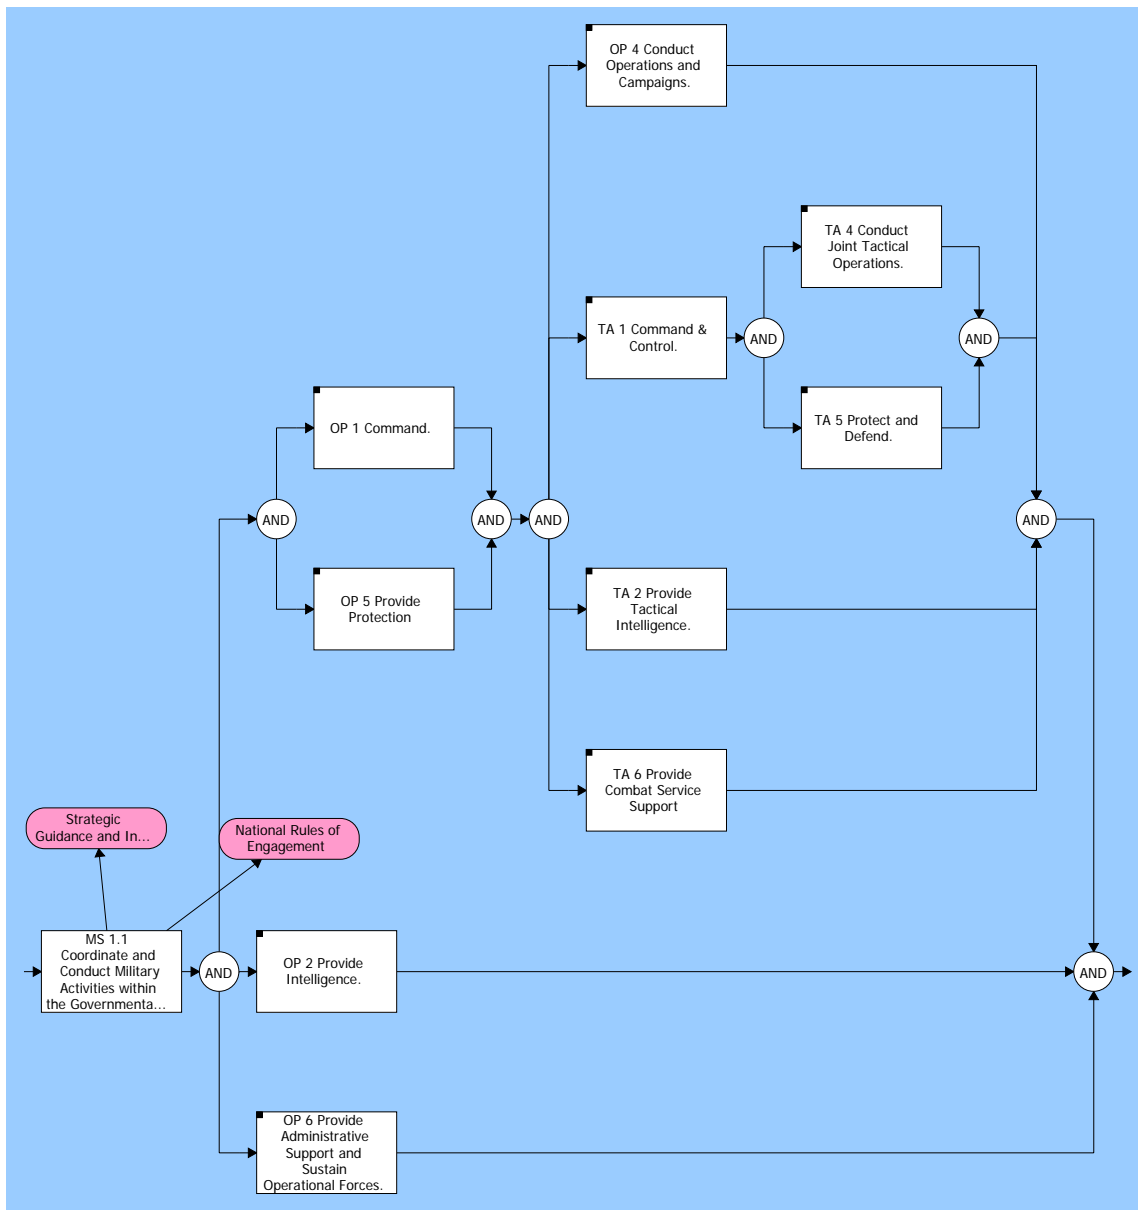 OP 4 Conduct
Operations and
Campaigns.
TA 4 Conduct
Joint Tactical
Operations.
TA 1 Command &
Control.
AND
AND
TA 5 Protect and
Defend.
OP 1 Command.
AND
AND
AND
AND
OP 5 Provide
Protection
TA 2 Provide
Tactical
Intelligence.
TA 6 Provide
Combat Service
Support
Strategic
Guidance and In...
National Rules of
Engagement
MS 1.1
Coordinate and
Conduct Military
Activities within
the Governmenta...
AND
OP 2 Provide
Intelligence.
AND
OP 6 Provide
Administrative
Support and
Sustain
Operational Forces.